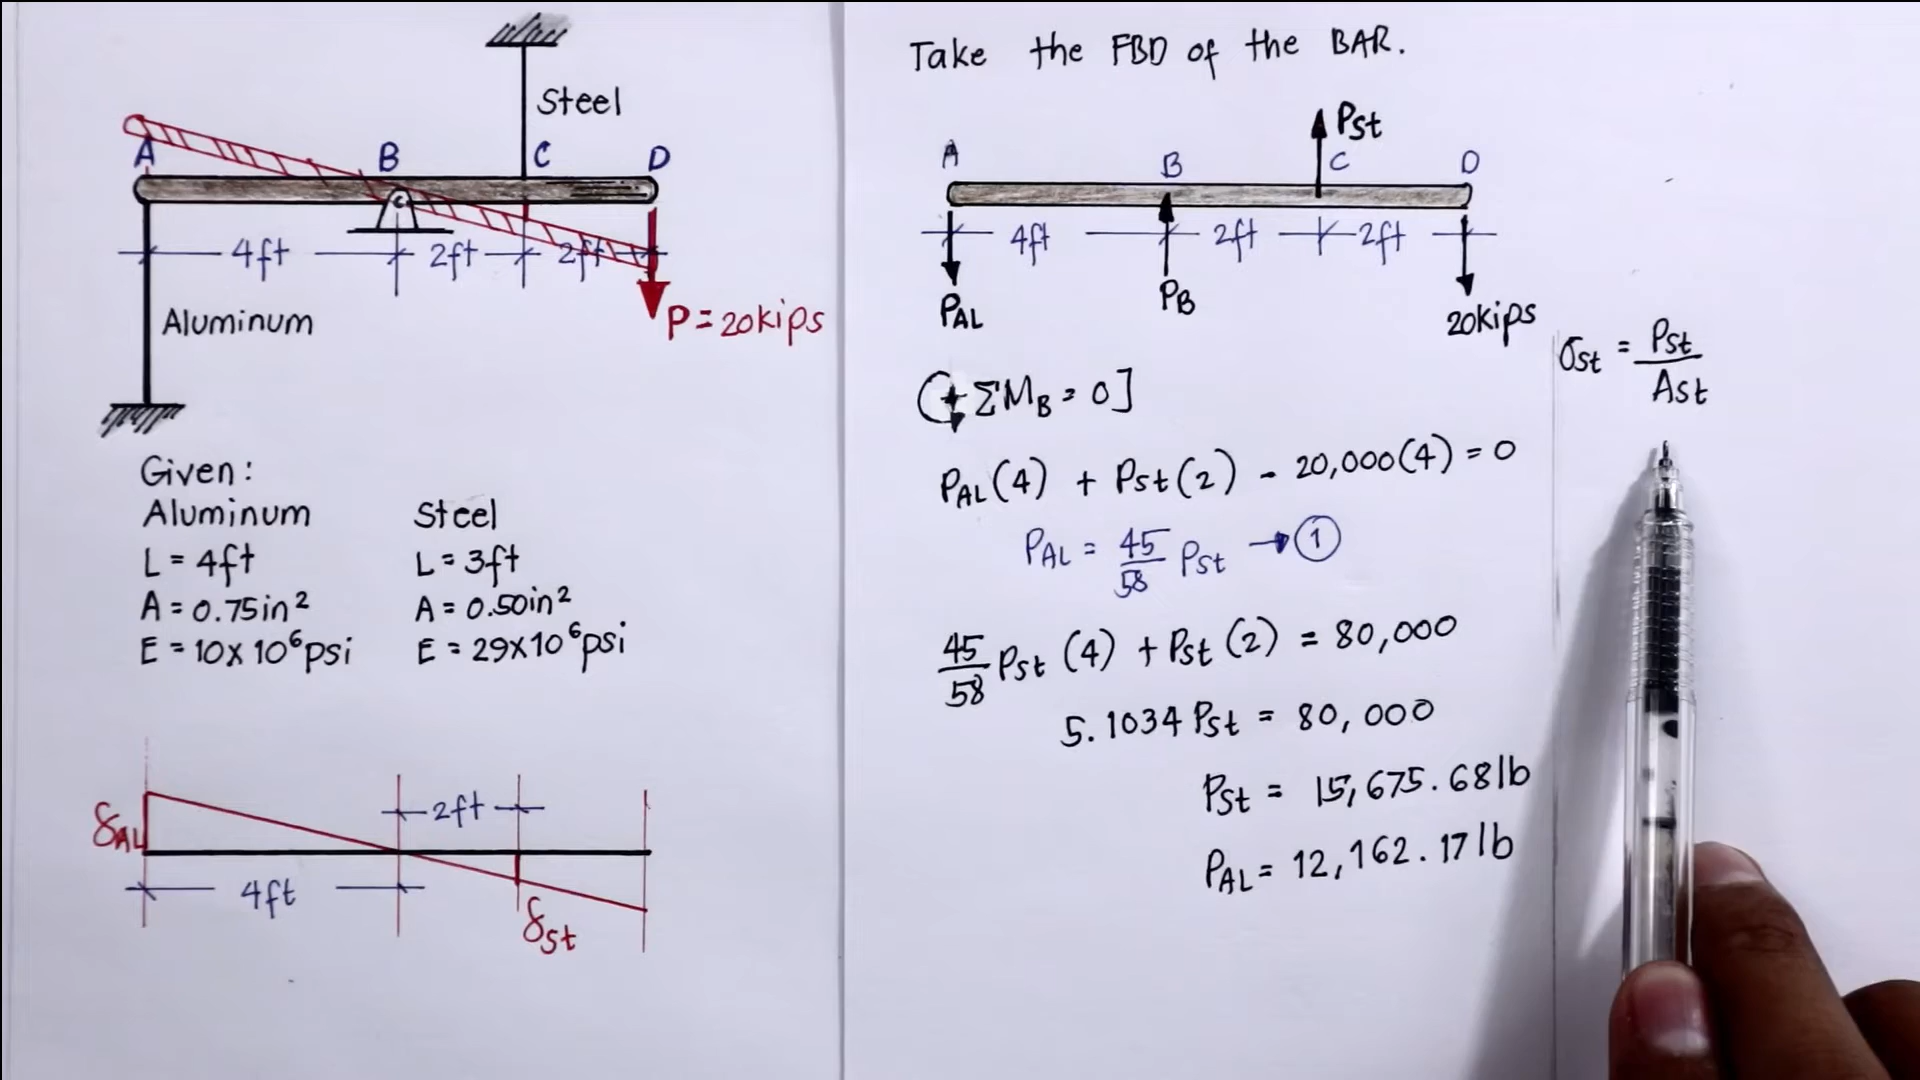 Steel
A B C D
4ft 2ft 2ft
Aluminum
P = 20kips
Given:
Aluminum Steel
L = 4ft L = 3ft
A = 0.75in² A = 0.50in²
E = 10x10⁶psi E = 29x10⁶psi
δAL 2ft
4ft
δst
Take the FBD of the BAR.
Pst
A B C D
4ft 2ft 2ft
PAL PB 20kips
+ ΣMB = 0]
PAL(4) + Pst(2) - 20,000(4) = 0
PAL = 45/58 Pst → 1
45/58 Pst (4) + Pst (2) = 80,000
5.1034 Pst = 80,000
Pst = 15,675.68lb
PAL = 12,162.17lb
σst = Pst/Ast